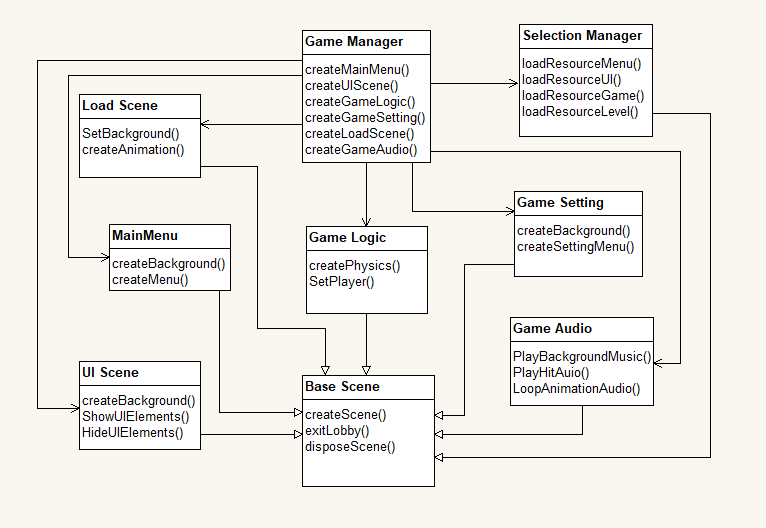 Game Manager
createMainMenu()
createUIScene()
createGameLogic()
createGameSetting()
createLoadScene()
createGameAudio()
Selection Manager
loadResourceMenu()
loadResourceUI()
loadResourceGame()
loadResourceLevel()
Load Scene
SetBackground()
createAnimation()
MainMenu
createBackground()
createMenu()
Game Logic
createPhysics()
SetPlayer()
Game Setting
createBackground()
createSettingMenu()
Game Audio
PlayBackgroundMusic()
PlayHitAuio()
LoopAnimationAudio()
UI Scene
createBackground()
ShowUIElements()
HideUIElements()
Base Scene
createScene()
exitLobby()
disposeScene()